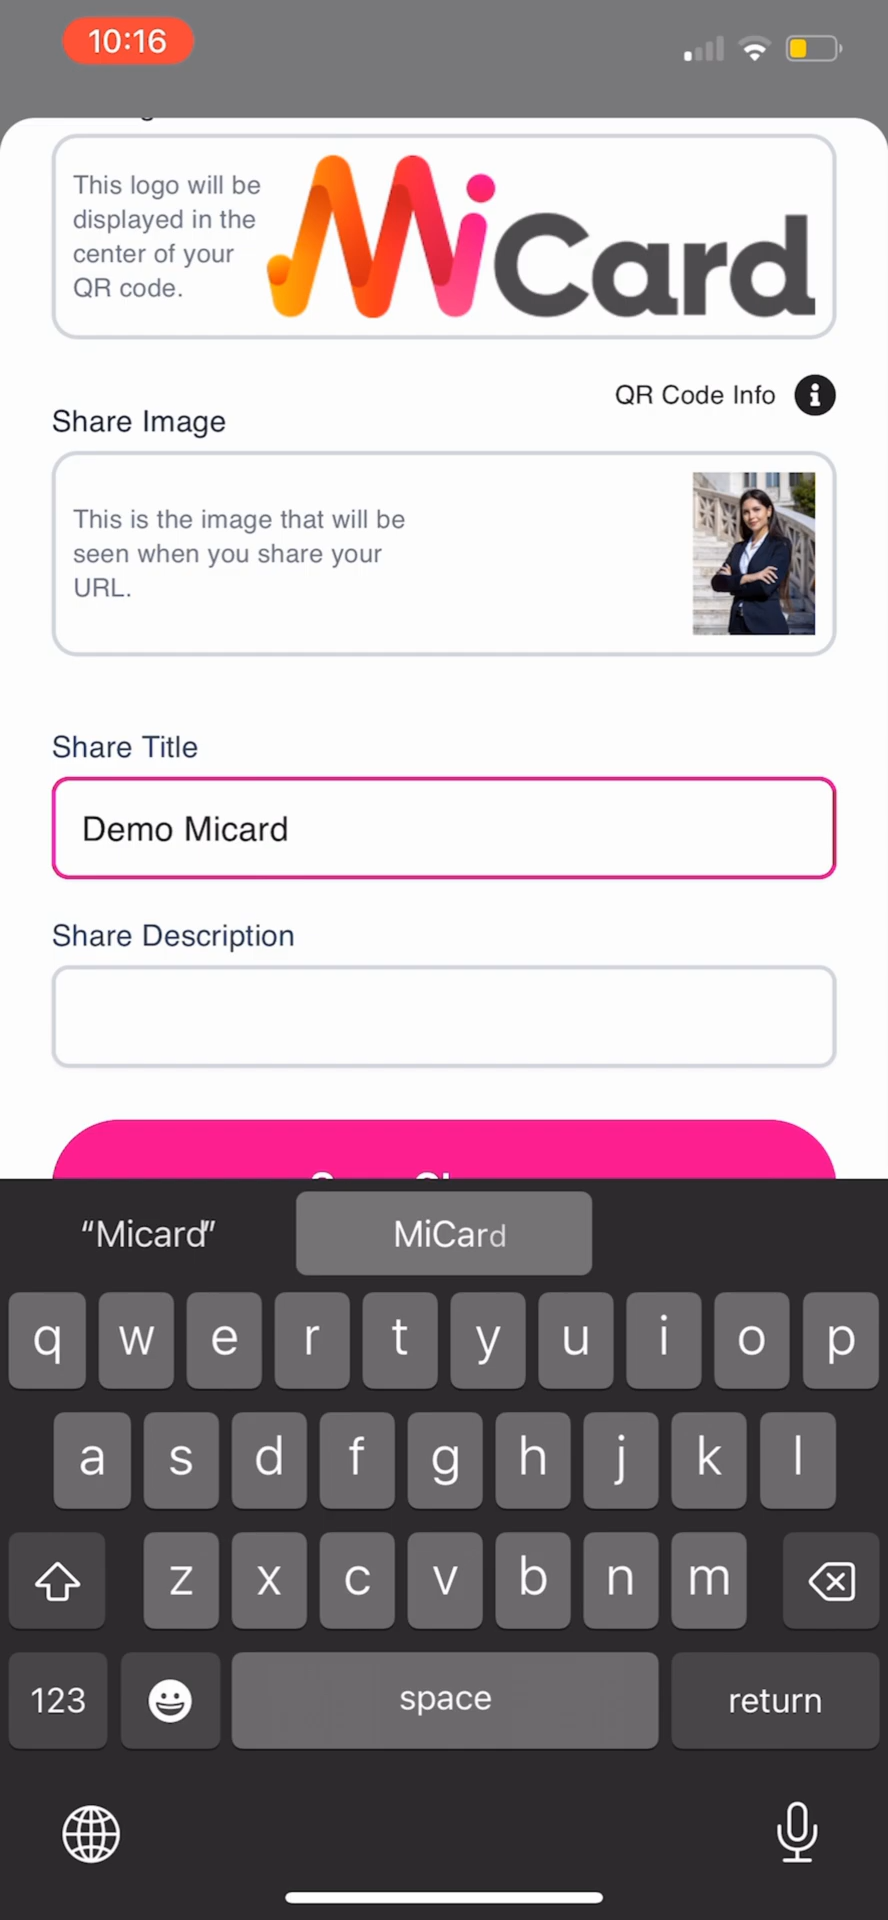 10:16
This logo will be
displayed in the
center of your
QR code.
MiCard
QR Code Info
Share Image
This is the image that will be
seen when you share your
URL.
Share Title
Demo Micard
Share Description
“Micard”
MiCard
q w e r t y u i o p
a s d f g h j k l
z x c v b n m
123
space
return